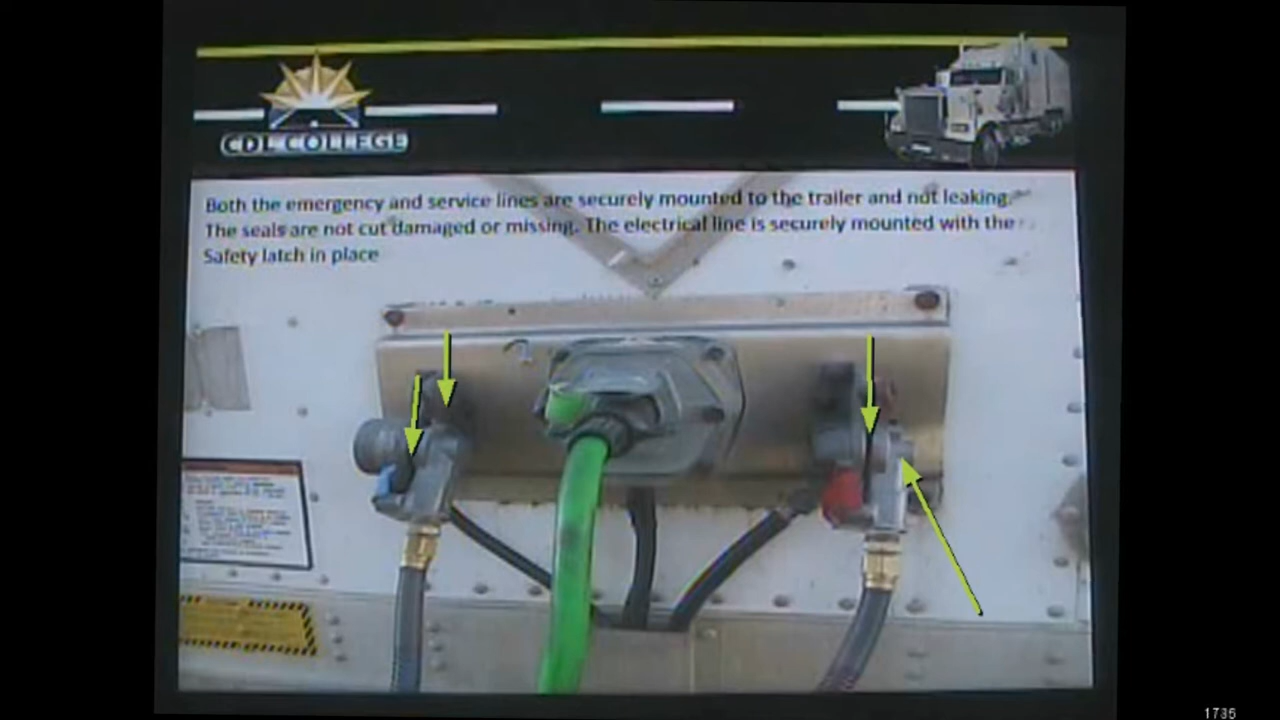 CDL COLLEGE
Both the emergency and service lines are securely mounted to the trailer and not leaking.
The seals are not cut damaged or missing. The electrical line is securely mounted with the
Safety latch in place
1736